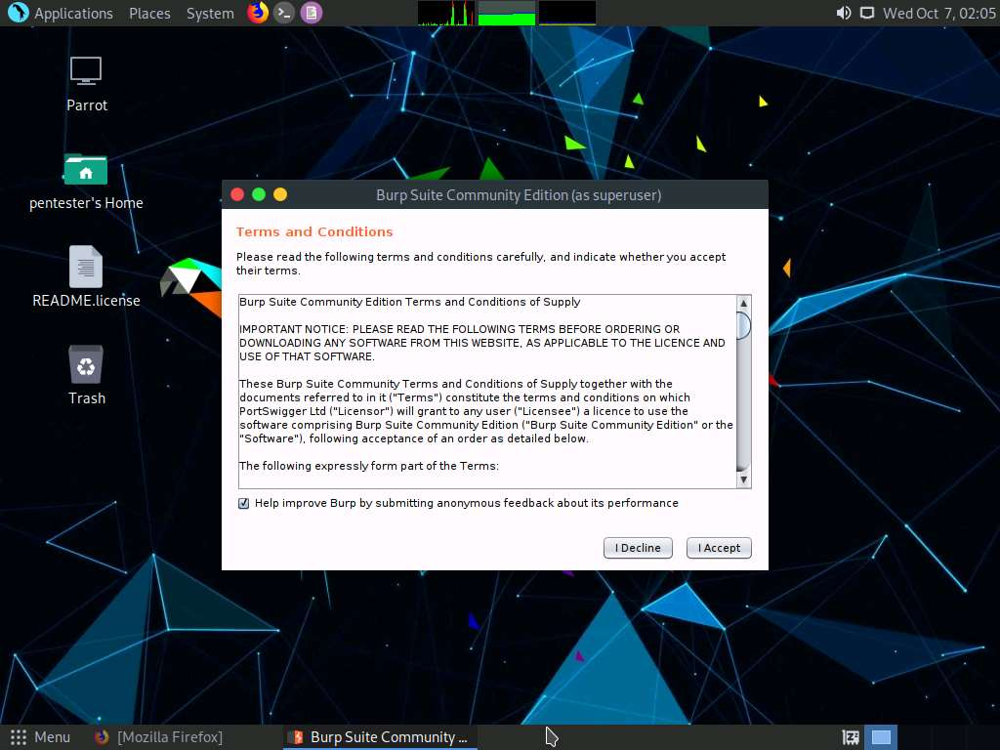 Applications Places System Wed Oct 7, 02:05
Parrot
pentester's Home
README.license
Trash
Burp Suite Community Edition (as superuser)
Terms and Conditions
Please read the following terms and conditions carefully, and indicate whether you accept
their terms.
Burp Suite Community Edition Terms and Conditions of Supply
IMPORTANT NOTICE: PLEASE READ THE FOLLOWING TERMS BEFORE ORDERING OR
DOWNLOADING ANY SOFTWARE FROM THIS WEBSITE, AS APPLICABLE TO THE LICENCE AND
USE OF THAT SOFTWARE.
These Burp Suite Community Terms and Conditions of Supply together with the
documents referred to in it ("Terms") constitute the terms and conditions on which
PortSwigger Ltd ("Licensor") will grant to any user ("Licensee") a licence to use the
software comprising Burp Suite Community Edition ("Burp Suite Community Edition" or the
"Software"), following acceptance of an order as detailed below.
The following expressly form part of the Terms:
Help improve Burp by submitting anonymous feedback about its performance
I Decline I Accept
Menu [Mozilla Firefox] Burp Suite Community ...